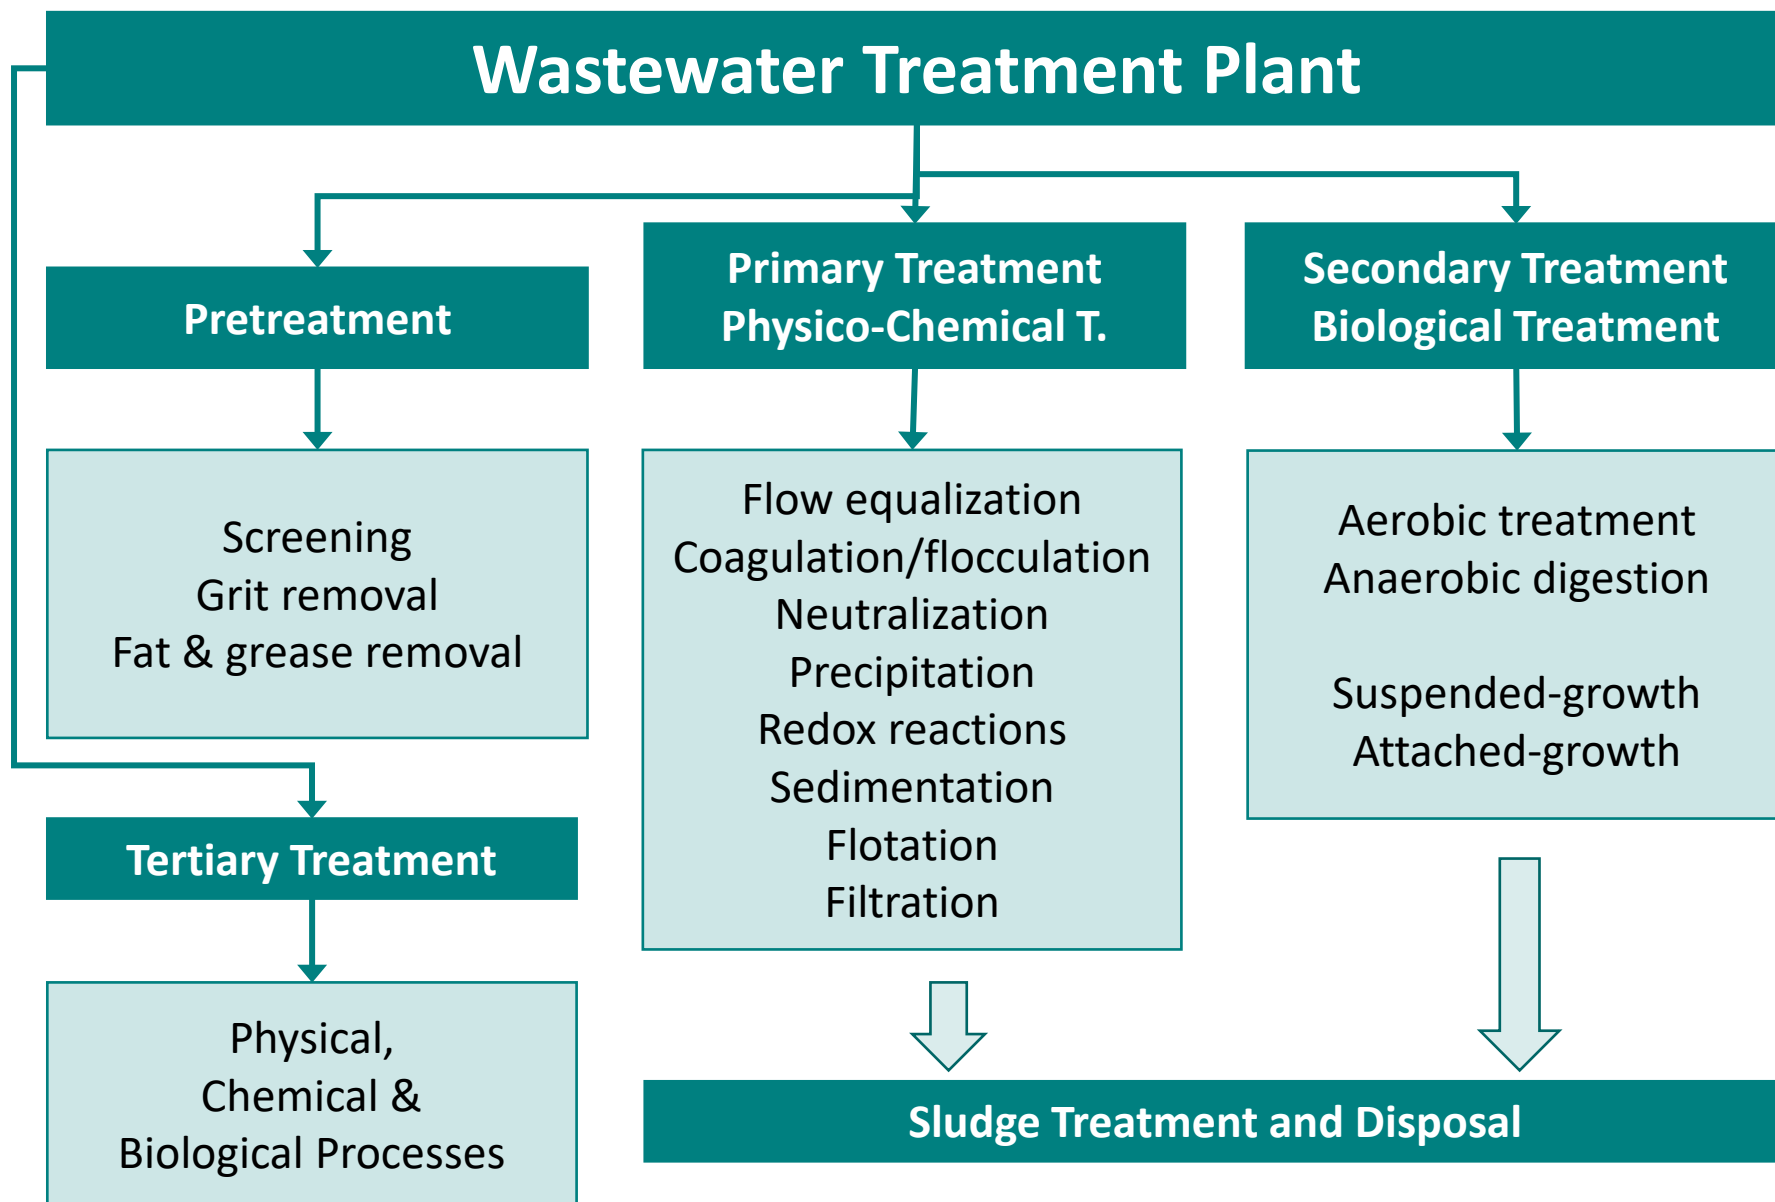 Wastewater Treatment Plant
Pretreatment
Screening
Grit removal
Fat & grease removal
Primary Treatment
Physico-Chemical T.
Flow equalization
Coagulation/flocculation
Neutralization
Precipitation
Redox reactions
Sedimentation
Flotation
Filtration
Secondary Treatment
Biological Treatment
Aerobic treatment
Anaerobic digestion
Suspended-growth
Attached-growth
Tertiary Treatment
Physical,
Chemical &
Biological Processes
Sludge Treatment and Disposal